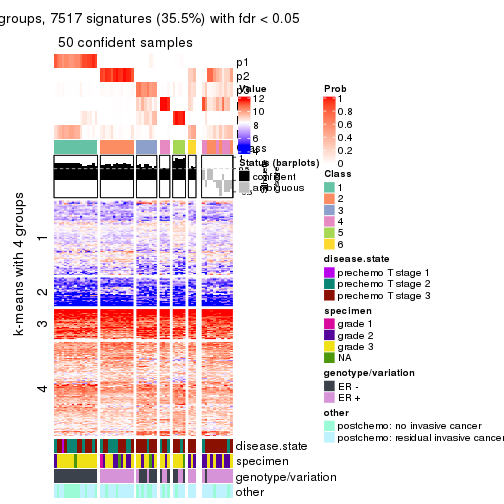 groups, 7517 signatures (35.5%) with fdr < 0.05
50 confident samples
p1
p2
Value
12
10
8
6
Prob
1
0.8
0.6
0.4
0.2
0
Status (barplots)
confident
ambiguous
Class
1
2
3
4
5
6
disease.state
prechemo T stage 1
prechemo T stage 2
prechemo T stage 3
specimen
grade 1
grade 2
grade 3
NA
genotype/variation
ER -
ER +
other
postchemo: no invasive cancer
postchemo: residual invasive cancer
k-means with 4 groups
1
2
3
4
disease.state
specimen
genotype/variation
other